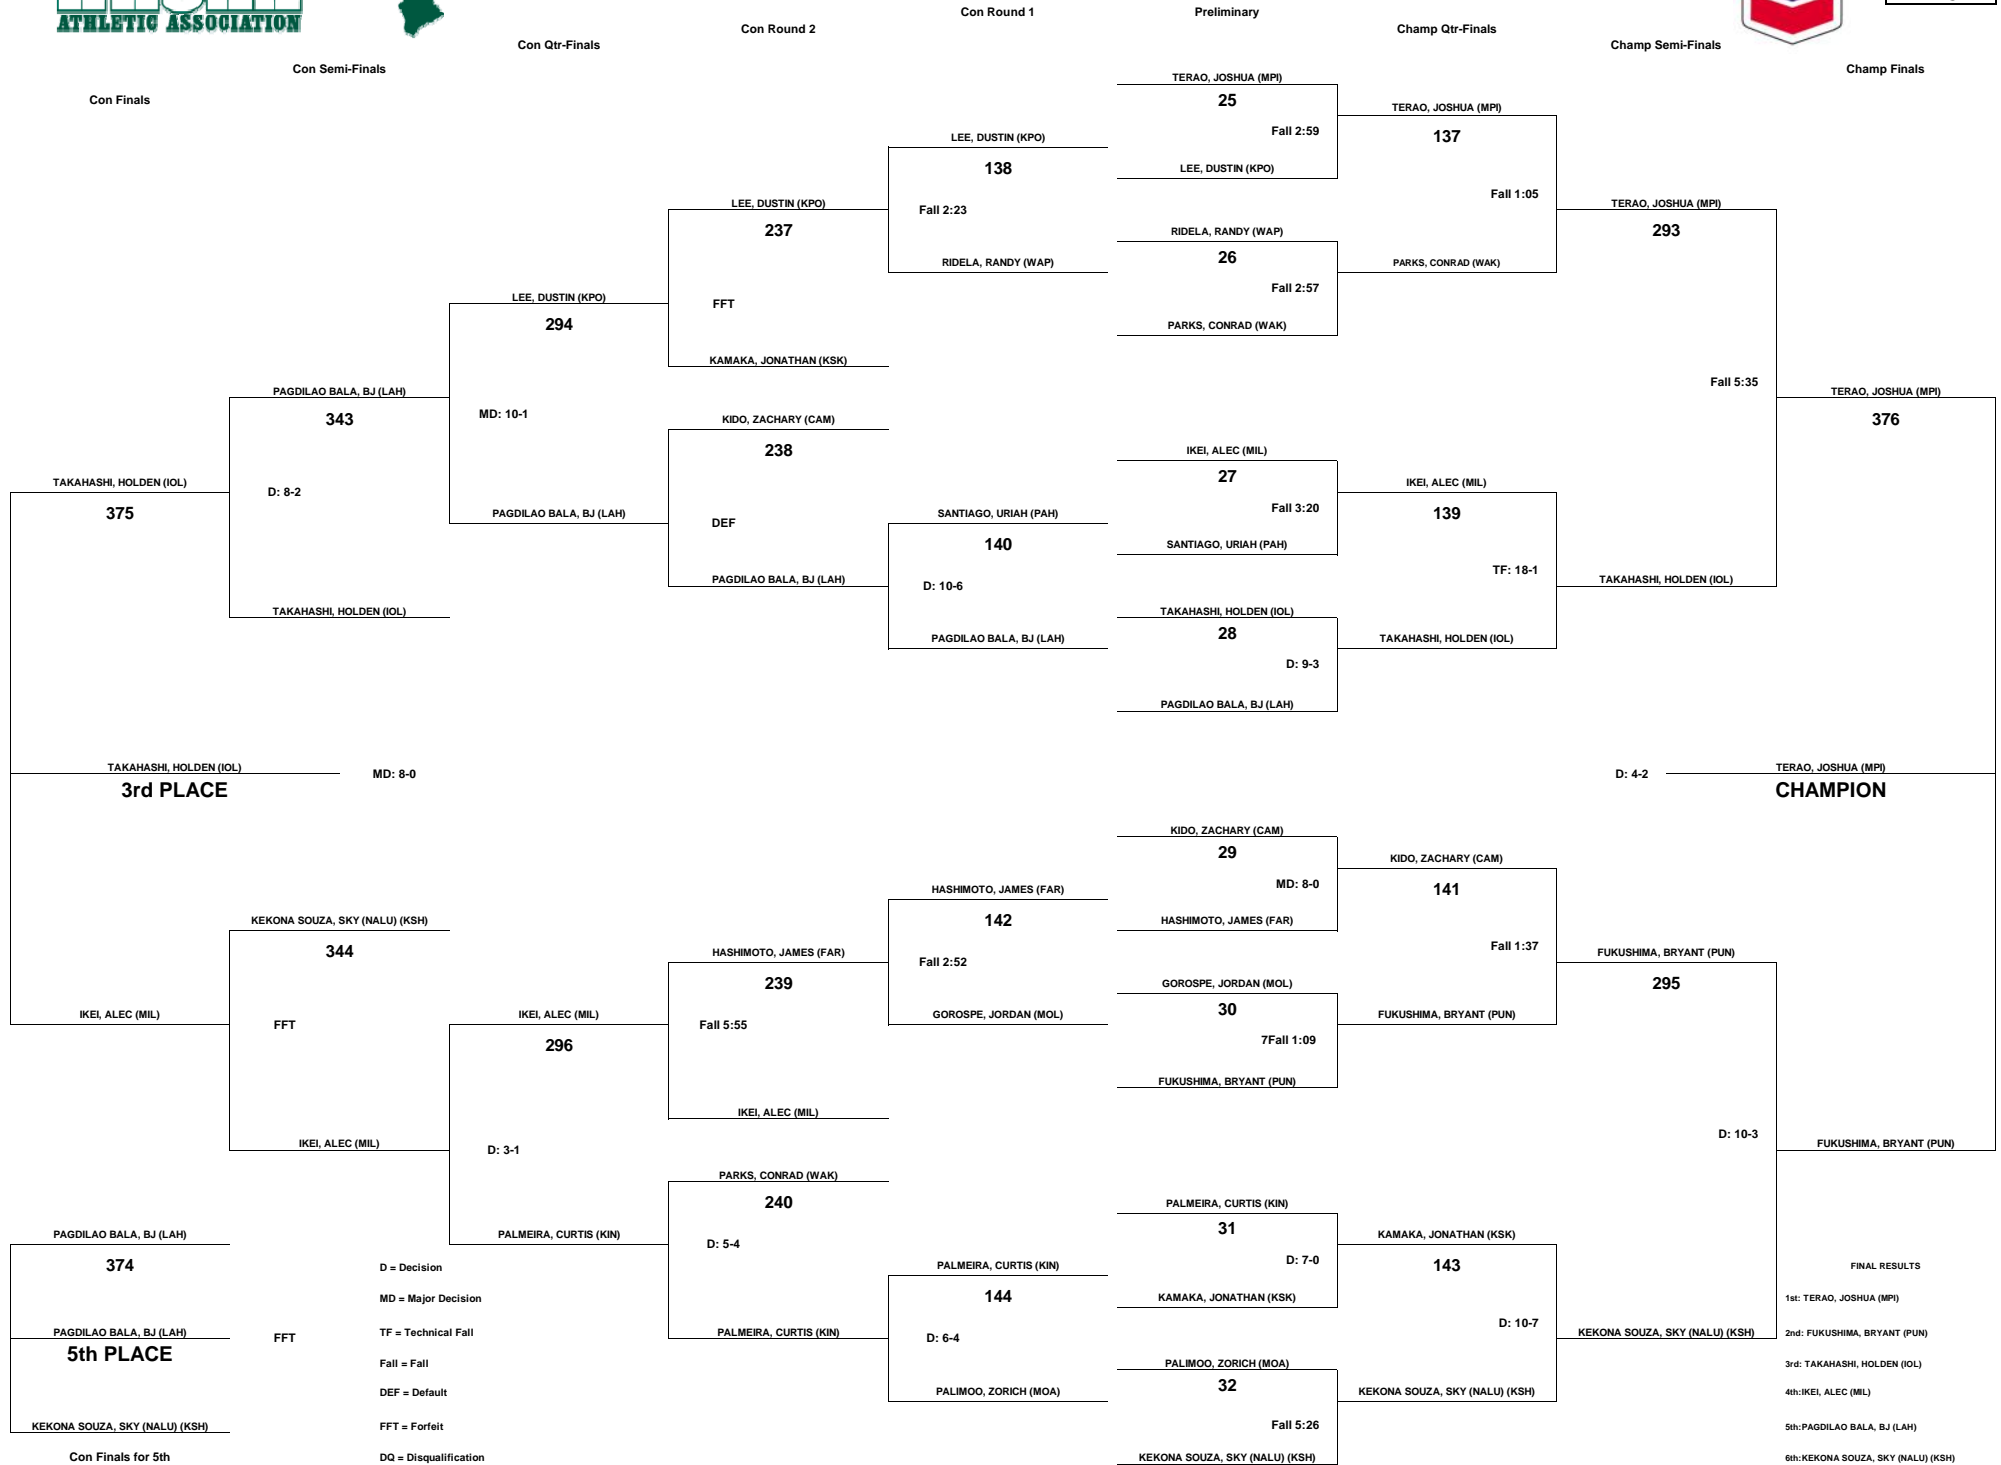 ATHLETIC ASSOCIATION
Con Finals
Con Semi-Finals
Con Qtr-Finals
Con Round 2
Con Round 1
Preliminary
Champ Qtr-Finals
Champ Semi-Finals
Champ Finals
TERAO, JOSHUA (MPI)
25
Fall 2:59
LEE, DUSTIN (KPO)
RIDELA, RANDY (WAP)
26
Fall 2:57
PARKS, CONRAD (WAK)
IKEI, ALEC (MIL)
27
Fall 3:20
SANTIAGO, URIAH (PAH)
TAKAHASHI, HOLDEN (IOL)
28
D: 9-3
PAGDILAO BALA, BJ (LAH)
KIDO, ZACHARY (CAM)
29
MD: 8-0
HASHIMOTO, JAMES (FAR)
GOROSPE, JORDAN (MOL)
30
7Fall 1:09
FUKUSHIMA, BRYANT (PUN)
PALMEIRA, CURTIS (KIN)
31
D: 7-0
KAMAKA, JONATHAN (KSK)
PALIMOO, ZORICH (MOA)
32
Fall 5:26
KEKONA SOUZA, SKY (NALU) (KSH)
TERAO, JOSHUA (MPI)
137
Fall 1:05
PARKS, CONRAD (WAK)
IKEI, ALEC (MIL)
139
TF: 18-1
TAKAHASHI, HOLDEN (IOL)
KIDO, ZACHARY (CAM)
141
Fall 1:37
FUKUSHIMA, BRYANT (PUN)
KAMAKA, JONATHAN (KSK)
143
D: 10-7
KEKONA SOUZA, SKY (NALU) (KSH)
TERAO, JOSHUA (MPI)
293
Fall 5:35
TAKAHASHI, HOLDEN (IOL)
FUKUSHIMA, BRYANT (PUN)
295
D: 10-3
KEKONA SOUZA, SKY (NALU) (KSH)
TERAO, JOSHUA (MPI)
376
D: 4-2
TERAO, JOSHUA (MPI)
CHAMPION
FUKUSHIMA, BRYANT (PUN)
LEE, DUSTIN (KPO)
138
Fall 2:23
RIDELA, RANDY (WAP)
SANTIAGO, URIAH (PAH)
140
D: 10-6
PAGDILAO BALA, BJ (LAH)
HASHIMOTO, JAMES (FAR)
142
Fall 2:52
GOROSPE, JORDAN (MOL)
PALMEIRA, CURTIS (KIN)
144
D: 6-4
PALIMOO, ZORICH (MOA)
LEE, DUSTIN (KPO)
237
FFT
KAMAKA, JONATHAN (KSK)
KIDO, ZACHARY (CAM)
238
DEF
PAGDILAO BALA, BJ (LAH)
HASHIMOTO, JAMES (FAR)
239
Fall 5:55
IKEI, ALEC (MIL)
PARKS, CONRAD (WAK)
240
D: 5-4
PALMEIRA, CURTIS (KIN)
LEE, DUSTIN (KPO)
294
MD: 10-1
PAGDILAO BALA, BJ (LAH)
IKEI, ALEC (MIL)
296
D: 3-1
PALMEIRA, CURTIS (KIN)
PAGDILAO BALA, BJ (LAH)
343
D: 8-2
TAKAHASHI, HOLDEN (IOL)
KEKONA SOUZA, SKY (NALU) (KSH)
344
FFT
IKEI, ALEC (MIL)
TAKAHASHI, HOLDEN (IOL)
375
TAKAHASHI, HOLDEN (IOL)
MD: 8-0
3rd PLACE
IKEI, ALEC (MIL)
PAGDILAO BALA, BJ (LAH)
374
PAGDILAO BALA, BJ (LAH)
FFT
5th PLACE
KEKONA SOUZA, SKY (NALU) (KSH)
Con Finals for 5th
D = Decision
MD = Major Decision
TF = Technical Fall
Fall = Fall
DEF = Default
FFT = Forfeit
DQ = Disqualification
FINAL RESULTS
1st: TERAO, JOSHUA (MPI)
2nd: FUKUSHIMA, BRYANT (PUN)
3rd: TAKAHASHI, HOLDEN (IOL)
4th:IKEI, ALEC (MIL)
5th:PAGDILAO BALA, BJ (LAH)
6th:KEKONA SOUZA, SKY (NALU) (KSH)